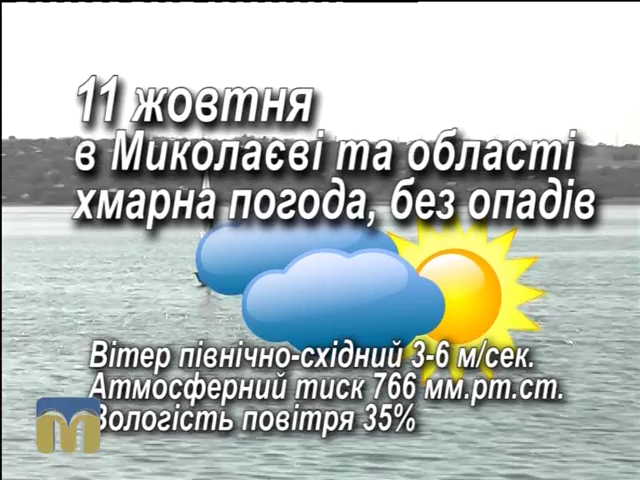 11 жовтня
в Миколаєві та області
хмарна погода, без опадів
Вітер північно-східний 3-6 м/сек.
Атмосферний тиск 766 мм.рт.ст.
Вологість повітря 35%